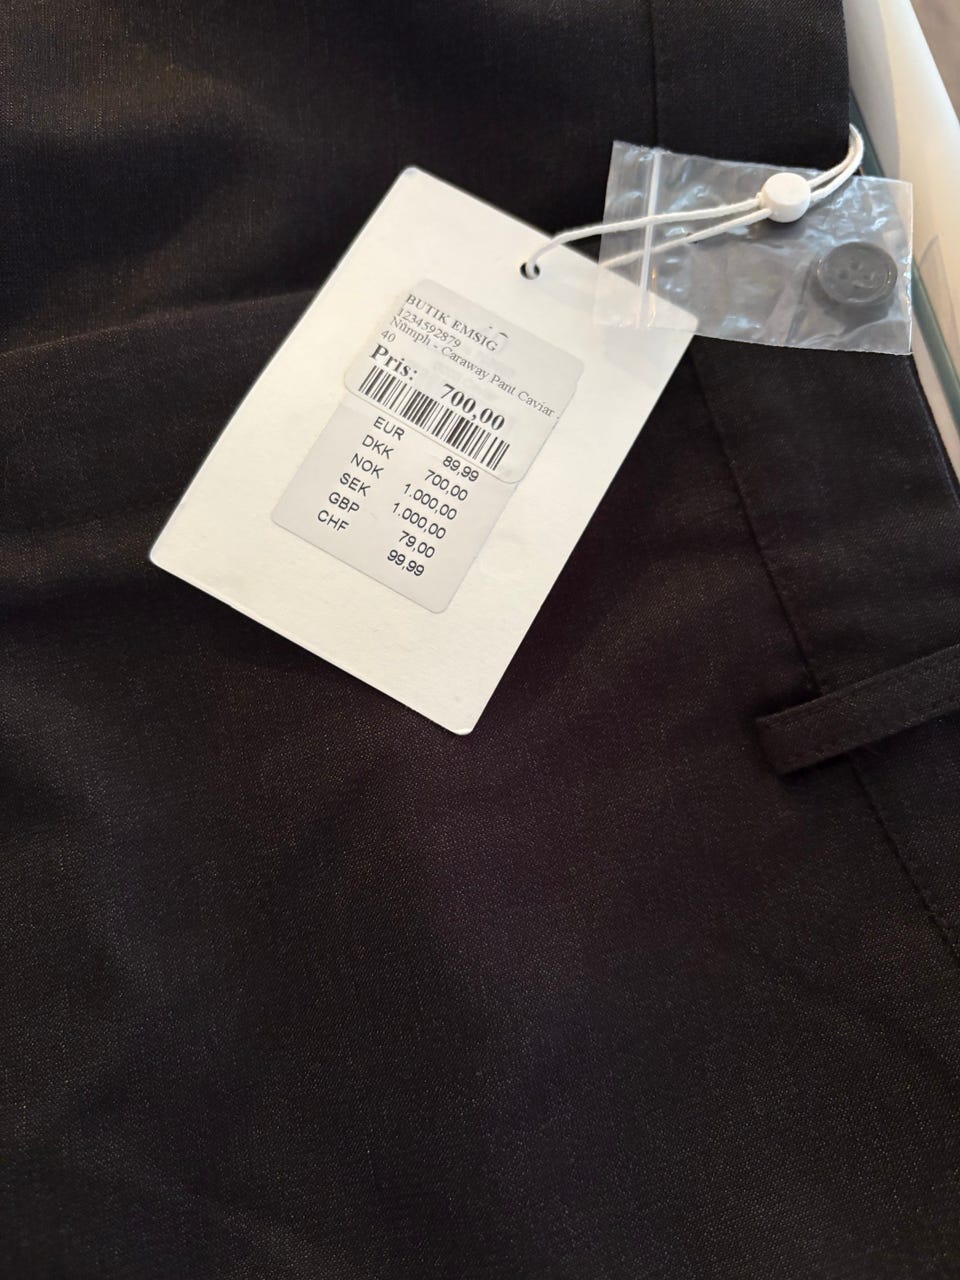 BUTIK EMSIG
1234592879
Nümph - Caraway Pant Caviar -
40
Pris: 700,00
EUR 89,99
DKK 700,00
NOK 1.000,00
SEK 1.000,00
GBP 79,00
CHF 99,99